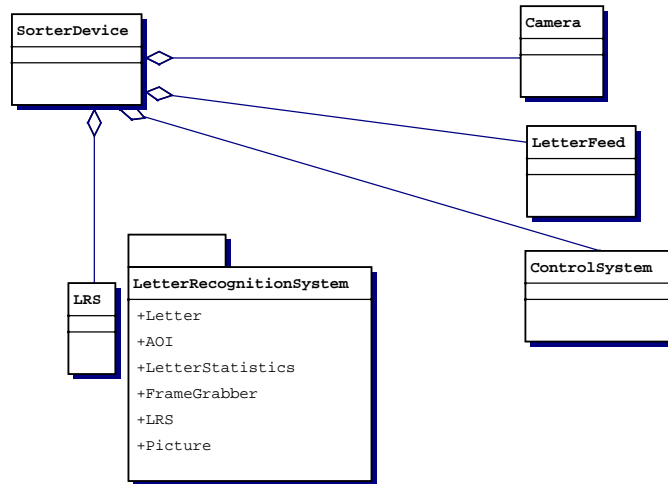 SorterDevice
Camera
LetterFeed
ControlSystem
LRS
LetterRecognitionSystem
+Letter
+AOI
+LetterStatistics
+FrameGrabber
+LRS
+Picture